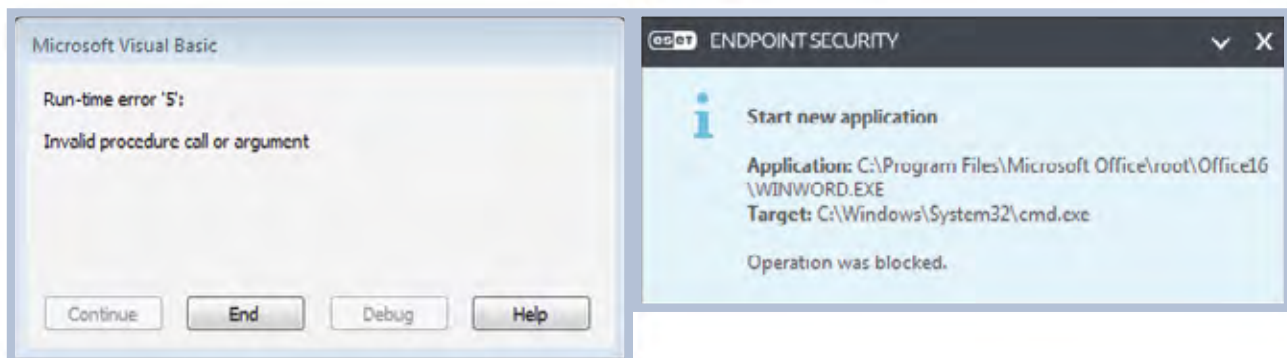 Microsoft Visual Basic
Run-time error '5':
Invalid procedure call or argument
Continue
End
Debug
Help
eseT ENDPOINT SECURITY
Start new application
Application: C:\Program Files\Microsoft Office\root\Office16
\WINWORD.EXE
Target: C:\Windows\System32\cmd.exe
Operation was blocked.